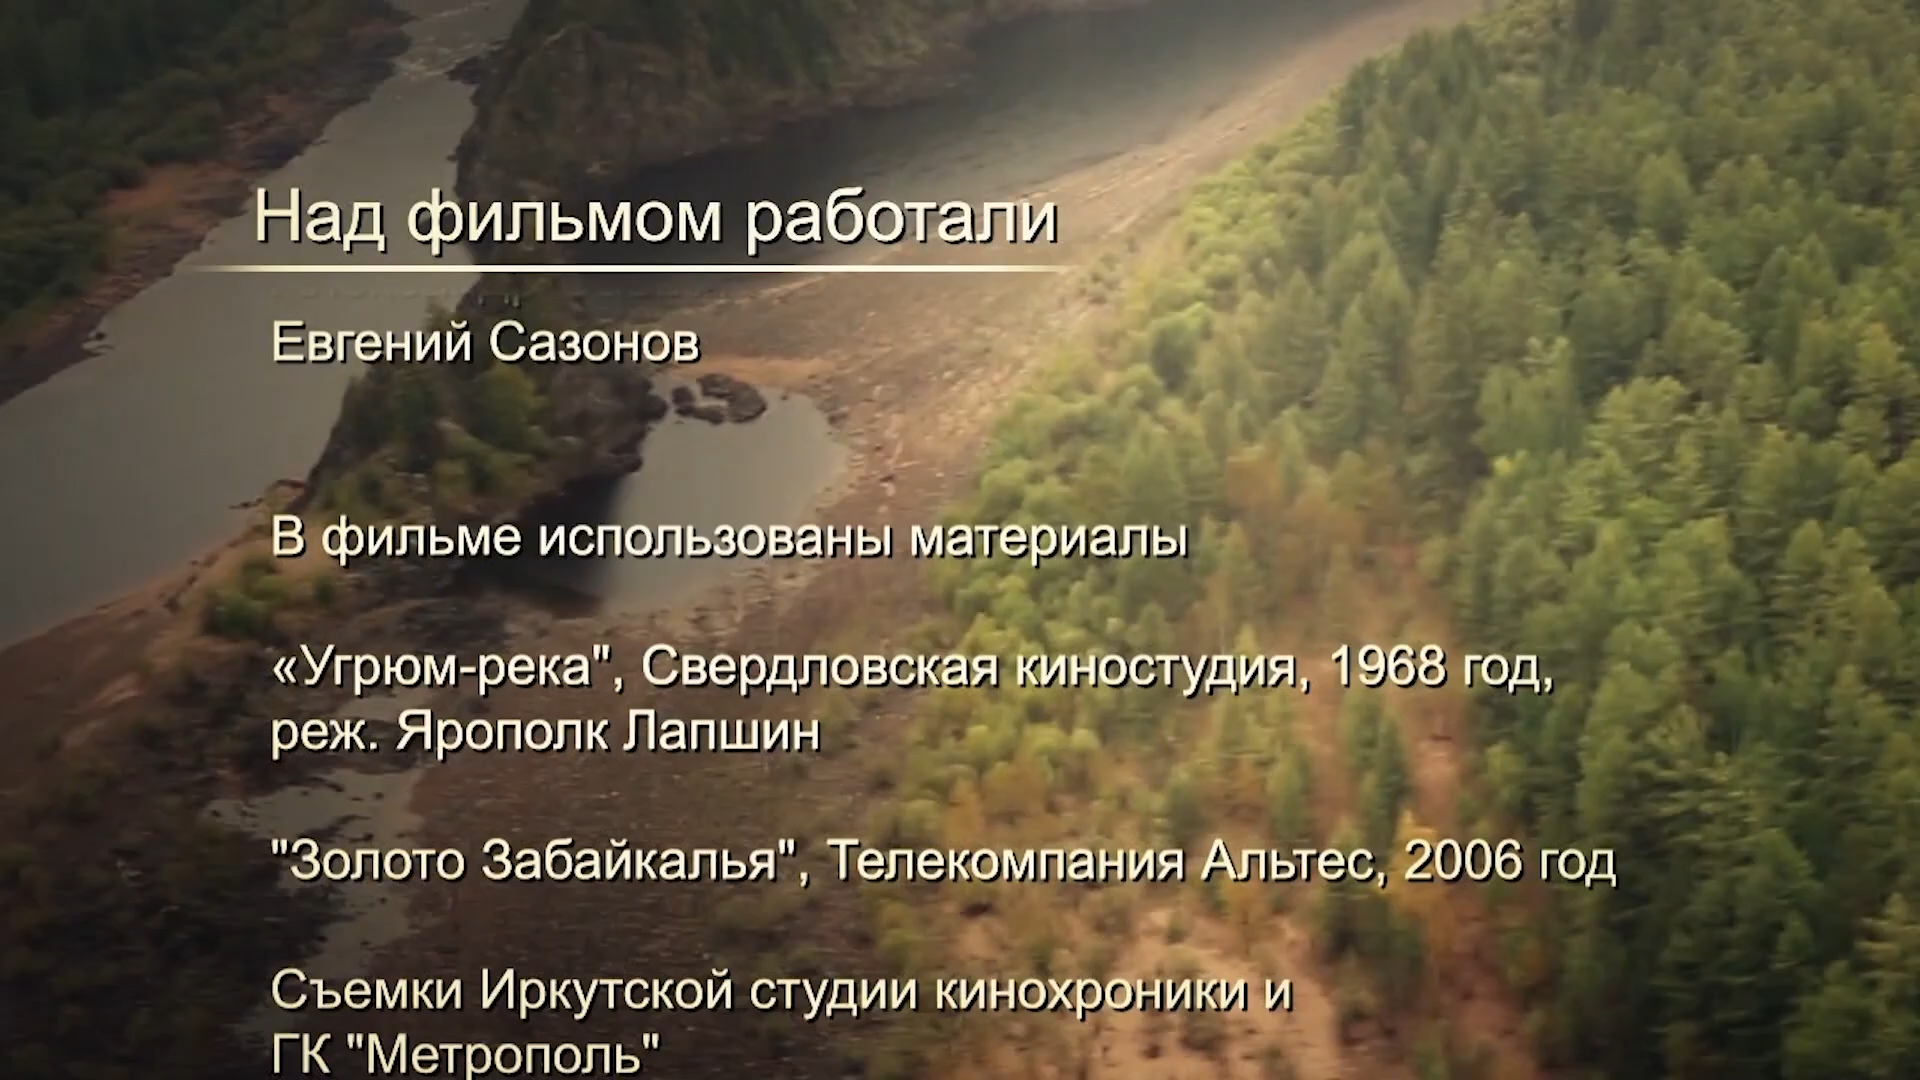 Над фильмом работали
Евгений Сазонов
В фильме использованы материалы
«Угрюм-река", Свердловская киностудия, 1968 год,
реж. Ярополк Лапшин
"Золото Забайкалья", Телекомпания Альтес, 2006 год
Съемки Иркутской студии кинохроники и
ГК "Метрополь"